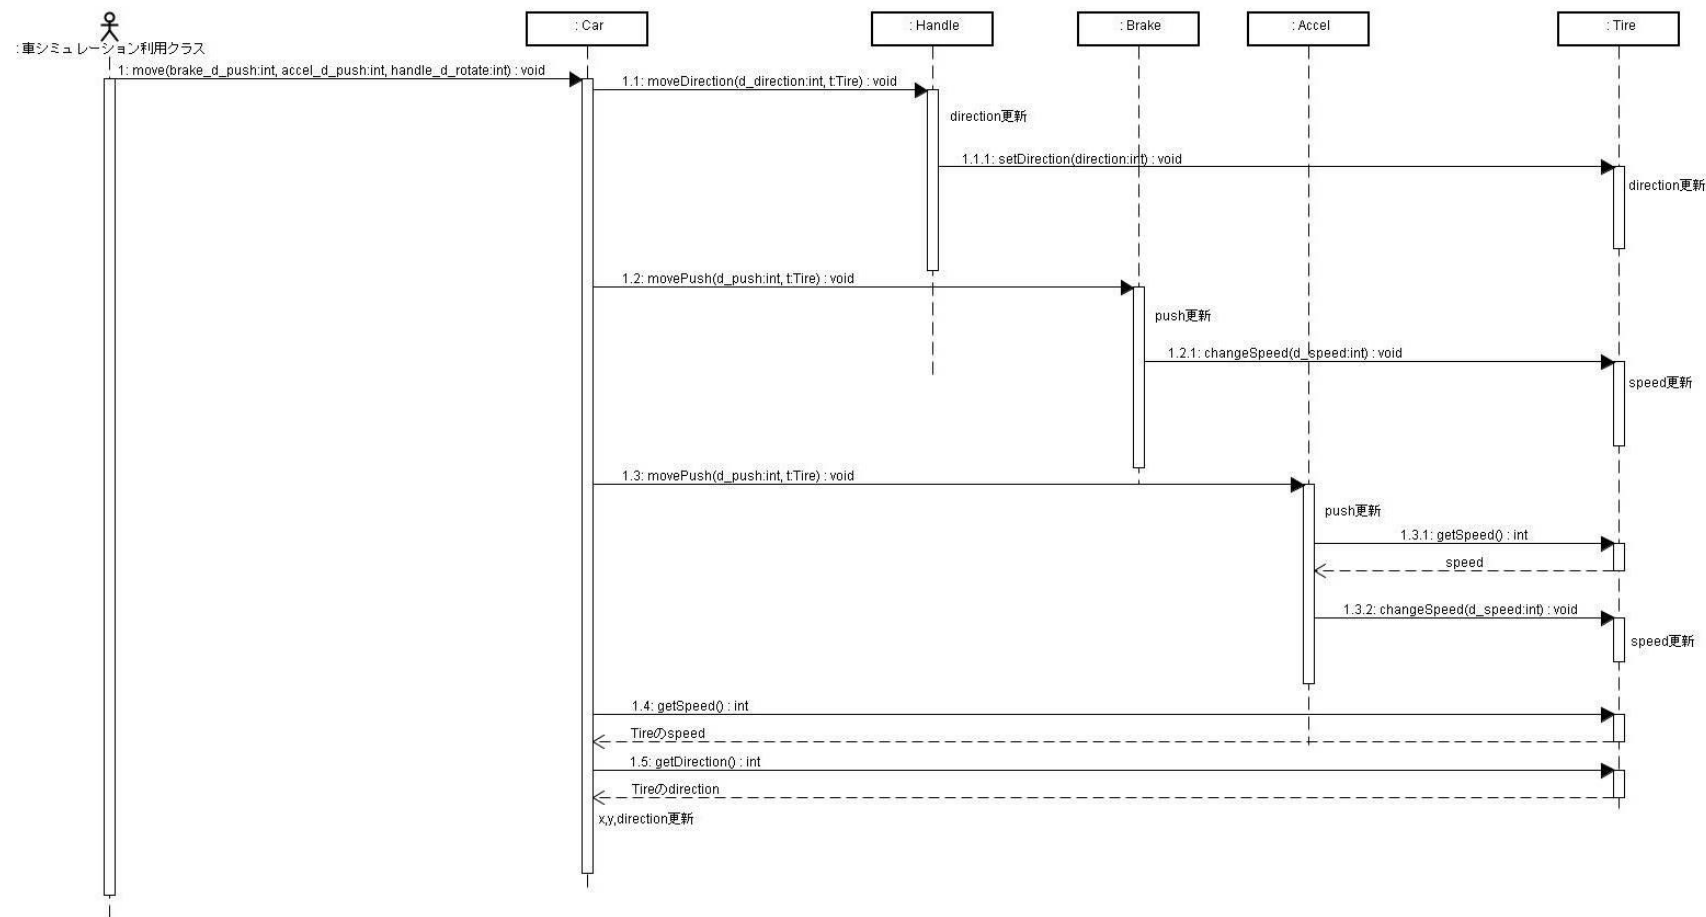 : Car
: Handle
: Brake
: Accel
: Tire
: 車シミュレーション利用クラス
1: move(brake_d_push:int, accel_d_push:int, handle_d_rotate:int) : void
1.1: moveDirection(d_direction:int, t:Tire) : void
direction更新
1.1.1: setDirection(direction:int) : void
direction更新
1.2: movePush(d_push:int, t:Tire) : void
push更新
1.2.1: changeSpeed(d_speed:int) : void
speed更新
1.3: movePush(d_push:int, t:Tire) : void
push更新
1.3.1: getSpeed() : int
speed
1.3.2: changeSpeed(d_speed:int) : void
speed更新
1.4: getSpeed() : int
Tireのspeed
1.5: getDirection() : int
Tireのdirection
x,y,direction更新